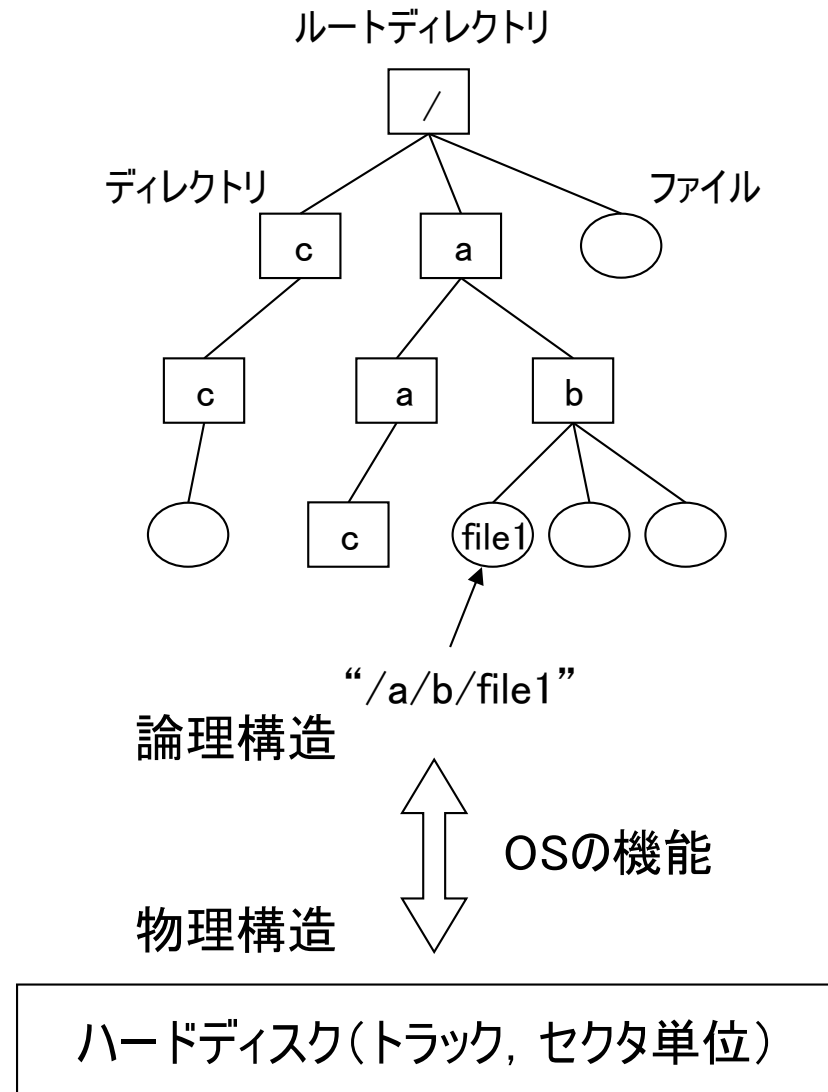 ルートディレクトリ
/
ディレクトリ
ファイル
c
a
c
a
b
c
file1
“/a/b/file1”
論理構造
OSの機能
物理構造
ハードディスク(トラック, セクタ単位)